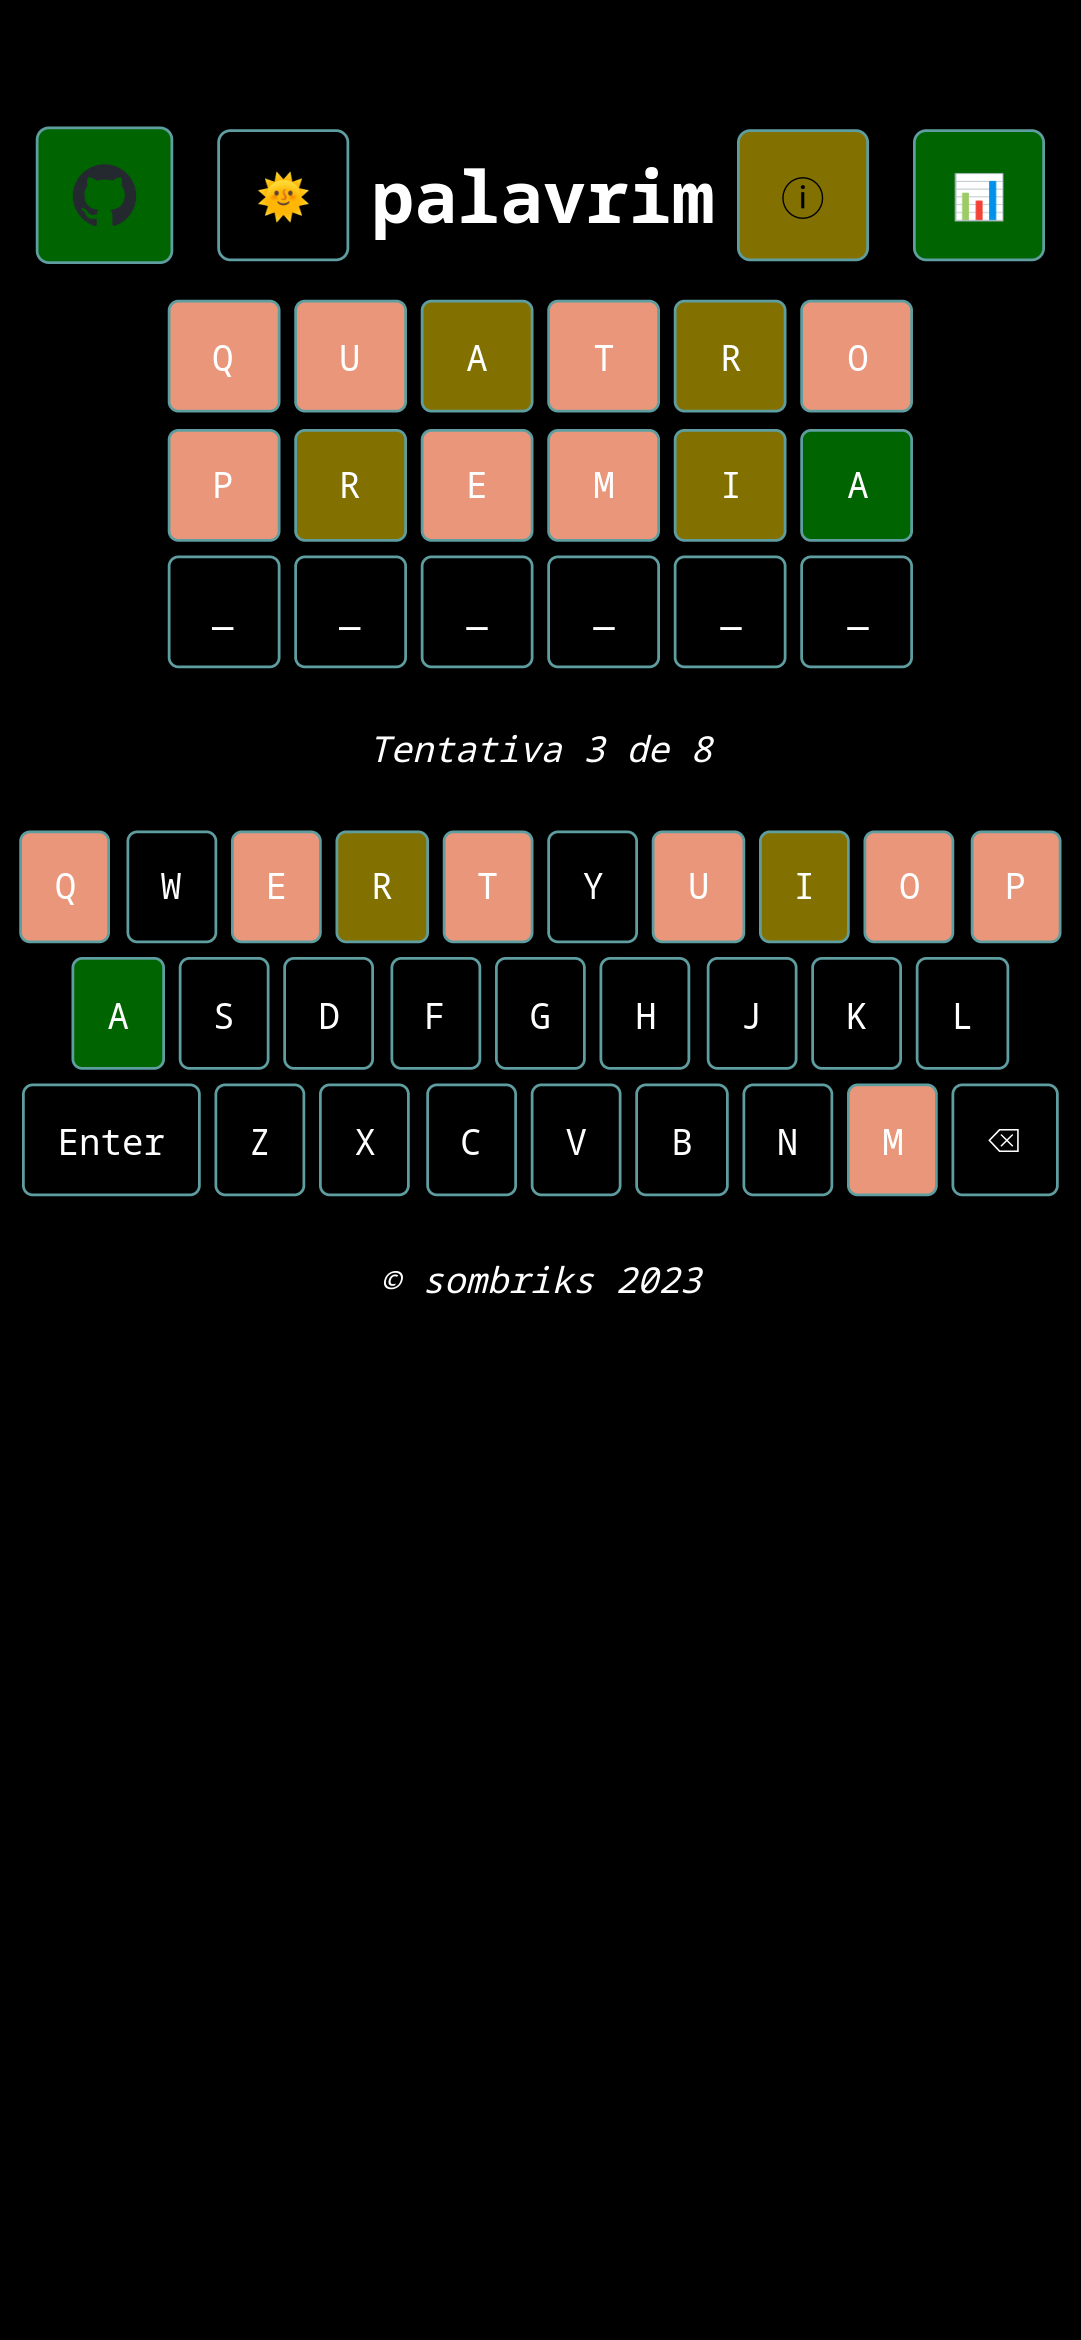 palavrim ⓘ
Q U A T R O
P R E M I A
_ _ _ _ _ _
Tentativa 3 de 8
Q W E R T Y U I O P
A S D F G H J K L
Enter Z X C V B N M ⌫
© sombriks 2023